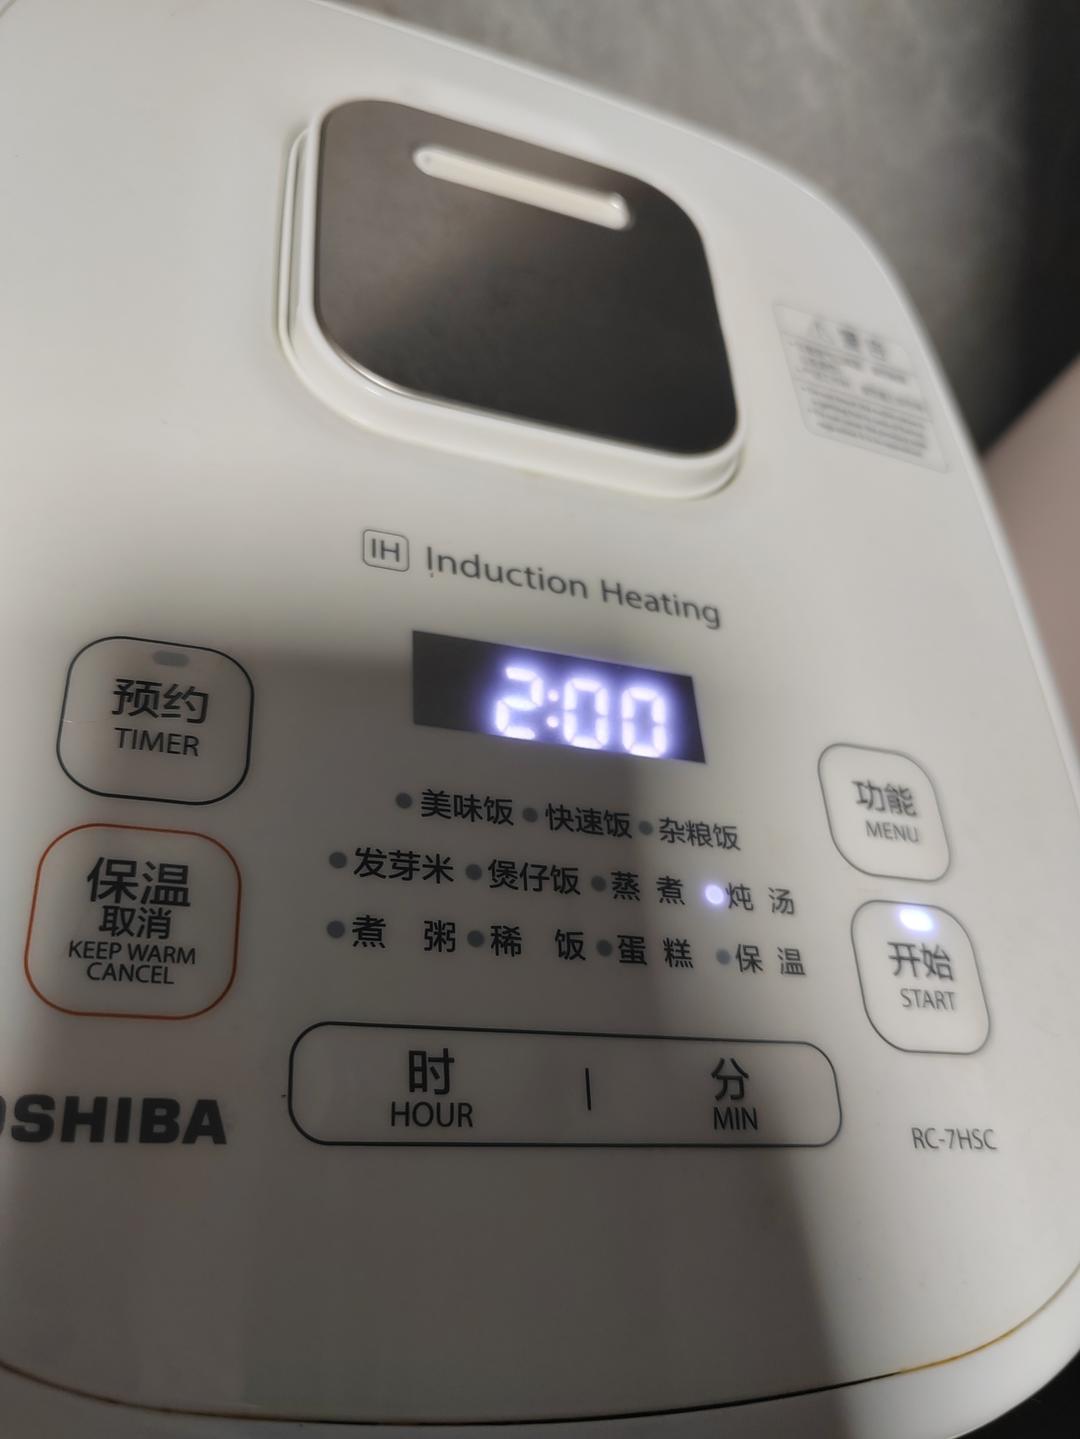 IH Induction Heating
2:00
预约
TIMER
保温
取消
KEEP WARM
CANCEL
美味饭 快速饭 杂粮饭
发芽米 煲仔饭 蒸 煮 炖 汤
煮 粥 稀 饭 蛋 糕 保 温
功能
MENU
开始
START
时 | 分
HOUR MIN
OSHIBA
RC-7HSC